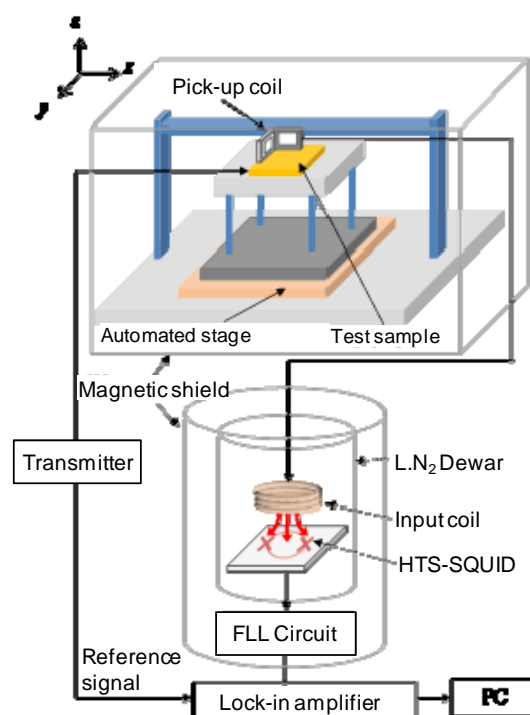 z
x
y
Pick-up coil
Automated stage
Test sample
Magnetic shield
Transmitter
L.N₂ Dewar
Input coil
HTS-SQUID
FLL Circuit
Reference
signal
Lock-in amplifier
PC